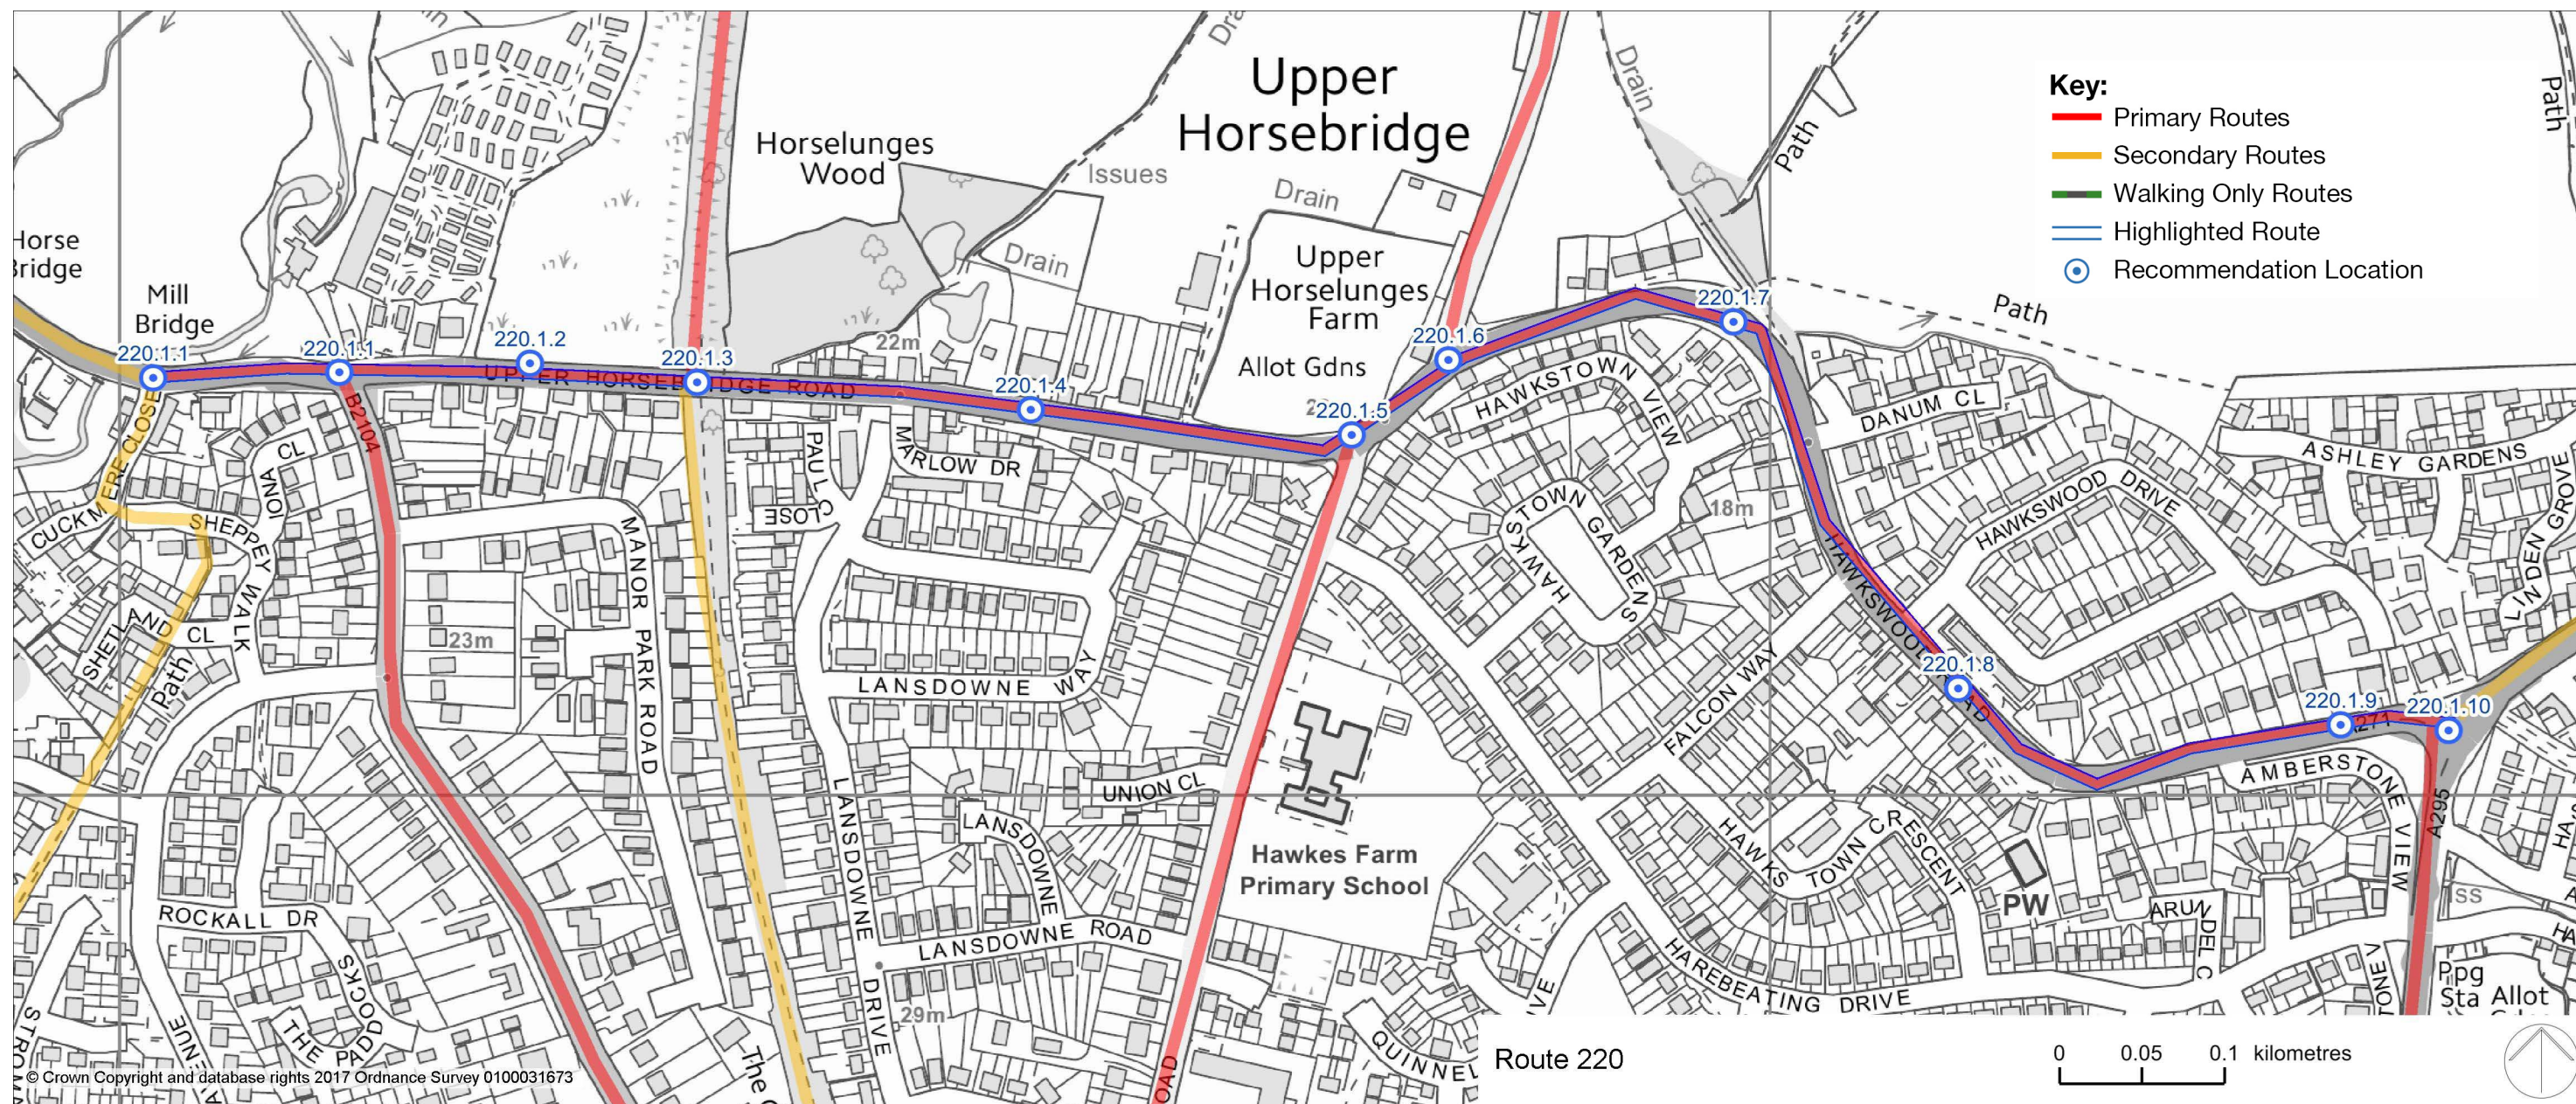 Upper
Horsebridge
Key:
Primary Routes
Secondary Routes
Walking Only Routes
Highlighted Route
Recommendation Location
Drain
Drain
Path
Path
Horselunges
Wood
Issues
Drain
Drain
Upper
Horselunges
Farm
Allot Gdns
Path
Mill
Bridge
22m
220.1.1
220.1.1
220.1.2
220.1.3
220.1.4
220.1.5
220.1.6
220.1.7
220.1.8
220.1.9
220.1.10
UPPER HORSEBRIDGE ROAD
B2104
CUCKMERE CLOSE
IONA CL
SHEPPEY WALK
SHETLAND CL
Path
23m
MANOR PARK ROAD
PAUL CLOSE
MARLOW DR
LANSDOWNE WAY
UNION CL
LANSDOWNE
LANSDOWNE ROAD
LANSDOWNE DRIVE
29m
ROCKALL DR
THE PADDOCKS
HAWKSTOWN VIEW
HAWKSTOWN GARDENS
18m
FALCON WAY
HAWKSTOWN CRESCENT
HAREBEATING DRIVE
Hawkes Farm
Primary School
HAWKSWOOD ROAD
DANUM CL
HAWKSWOOD DRIVE
ASHLEY GARDENS
LINDEN GROVE
A271
AMBERSTONE VIEW
A295
PW
Iss
Ppg
Sta
Allot
Route 220
0 0.05 0.1 kilometres
© Crown Copyright and database rights 2017 Ordnance Survey 0100031673